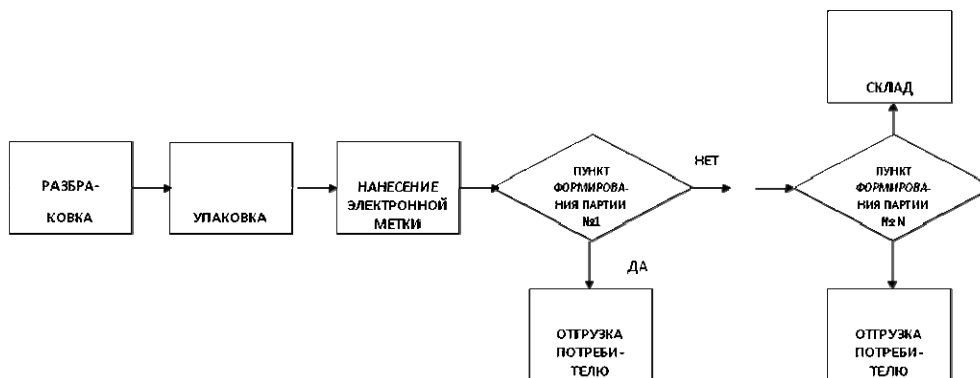 СКЛАД
РАЗБРА-
КОВКА
УПАКОВКА
НАНЕСЕНИЕ
ЭЛЕКТРОННОЙ
МЕТКИ
ПУНКТ
ФОРМИРОВА-
НИЯ ПАРТИИ
№1
НЕТ
ПУНКТ
ФОРМИРОВА-
НИЯ ПАРТИИ
№ N
ДА
ОТГРУЗКА
ПОТРЕБИ-
ТЕЛЮ
ОТГРУЗКА
ПОТРЕБИ-
ТЕЛЮ